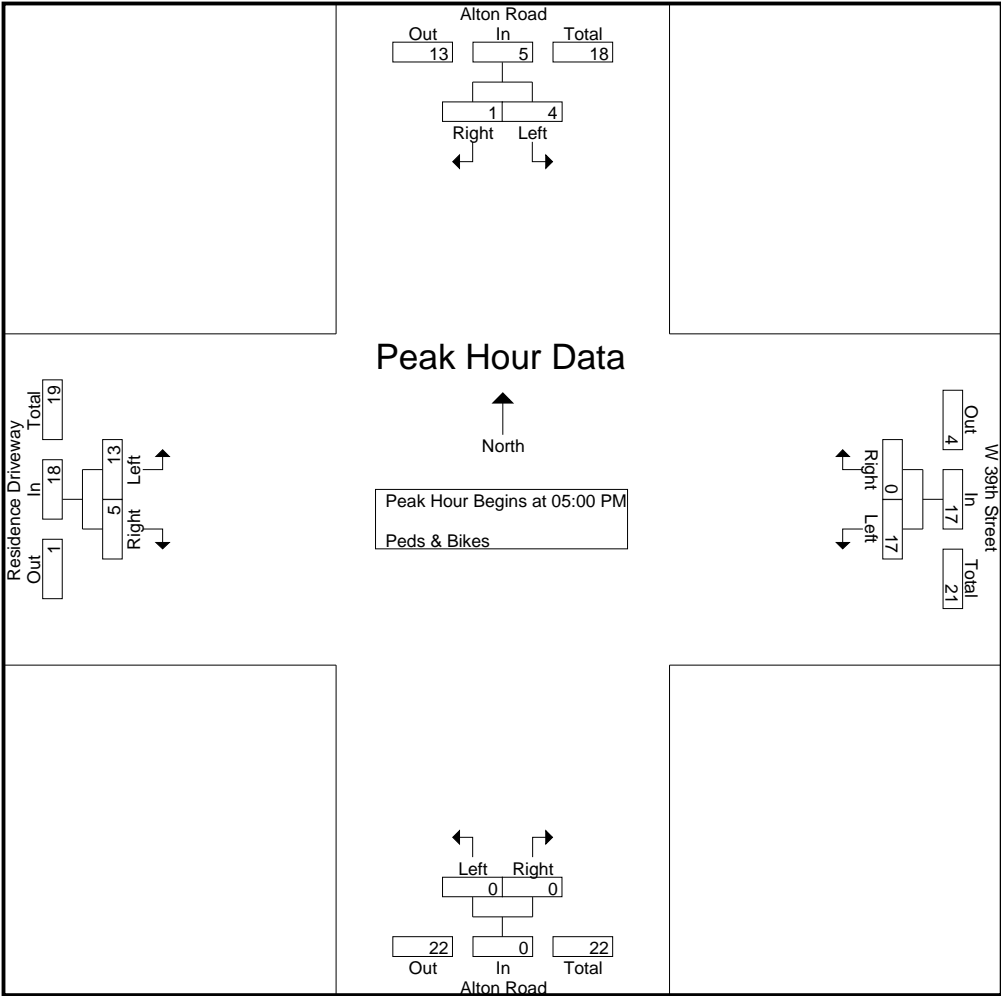 Alton Road
Out In Total
13 5 18
1 4
Right Left
Peak Hour Data
North
Peak Hour Begins at 05:00 PM
Peds & Bikes
Residence Driveway
Out In Total
1 18 19
Right Left
5 13
W 39th Street
Out In Total
4 17 21
Right Left
0 17
Left Right
0 0
22 0 22
Out In Total
Alton Road